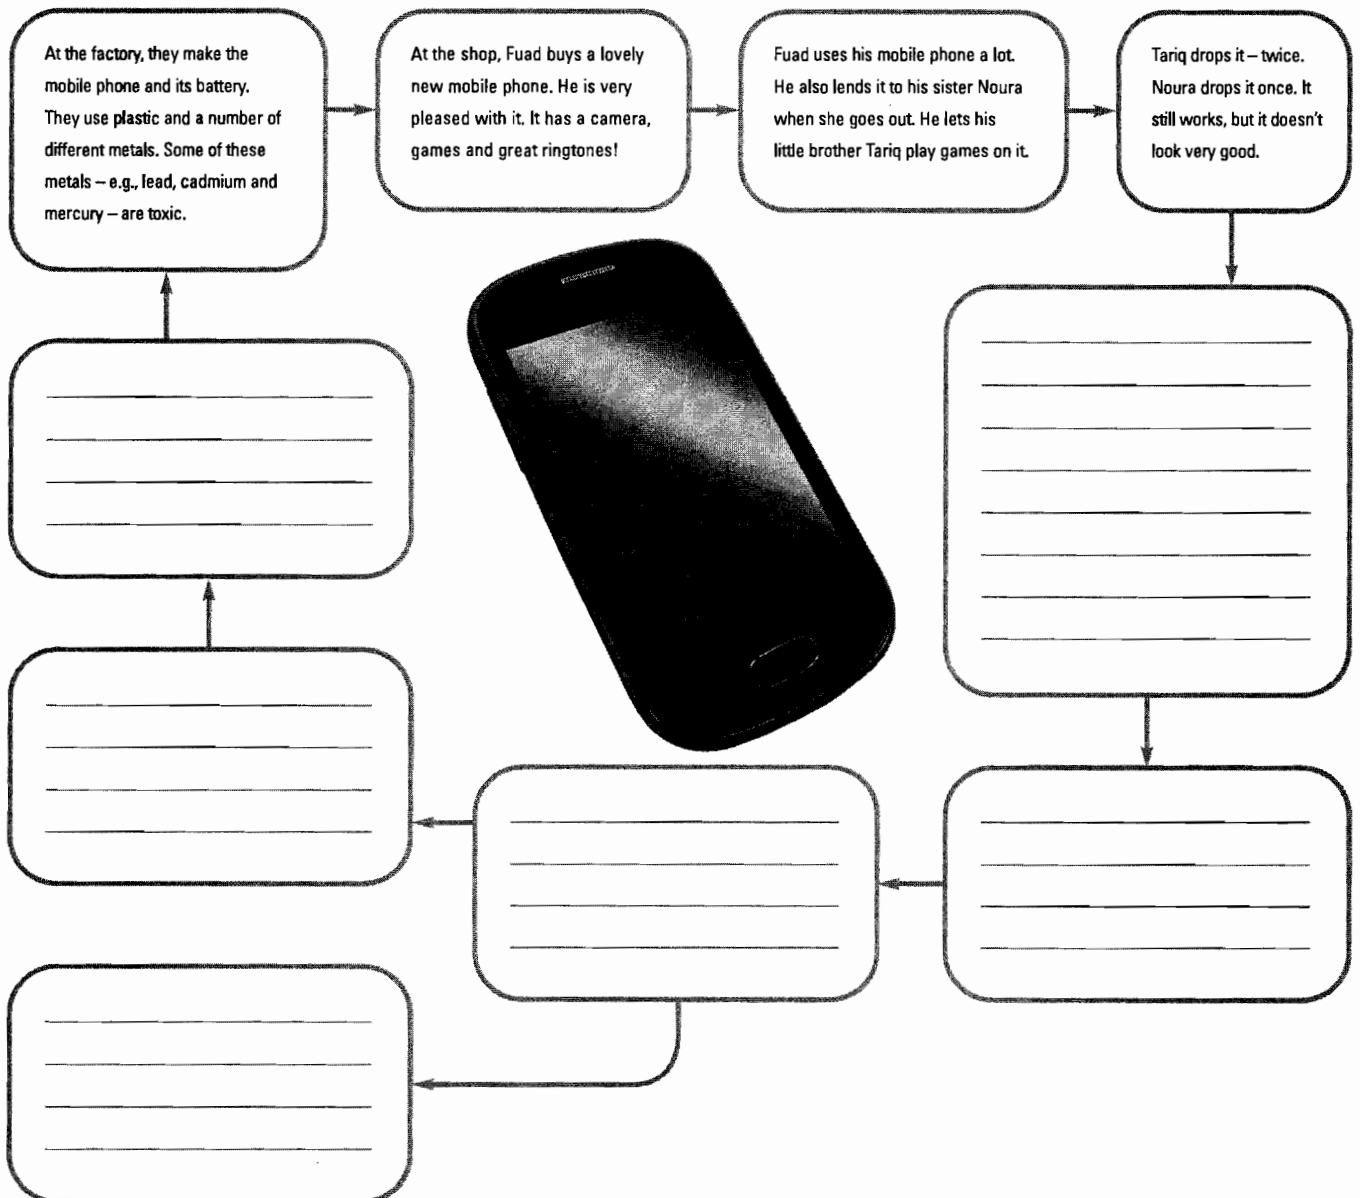 At the factory, they make the
mobile phone and its battery.
They use plastic and a number of
different metals. Some of these
metals – e.g., lead, cadmium and
mercury – are toxic.
At the shop, Fuad buys a lovely
new mobile phone. He is very
pleased with it. It has a camera,
games and great ringtones!
Fuad uses his mobile phone a lot.
He also lends it to his sister Noura
when she goes out. He lets his
little brother Tariq play games on it.
Tariq drops it – twice.
Noura drops it once. It
still works, but it doesn't
look very good.